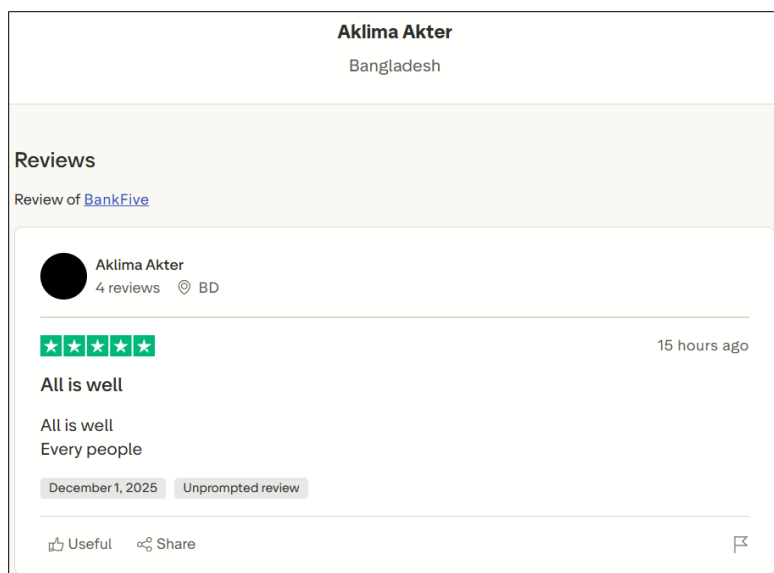 Aklima Akter
Bangladesh
Reviews
Review of BankFive
Aklima Akter
4 reviews BD
15 hours ago
All is well
All is well
Every people
December 1, 2025 Unprompted review
Useful Share